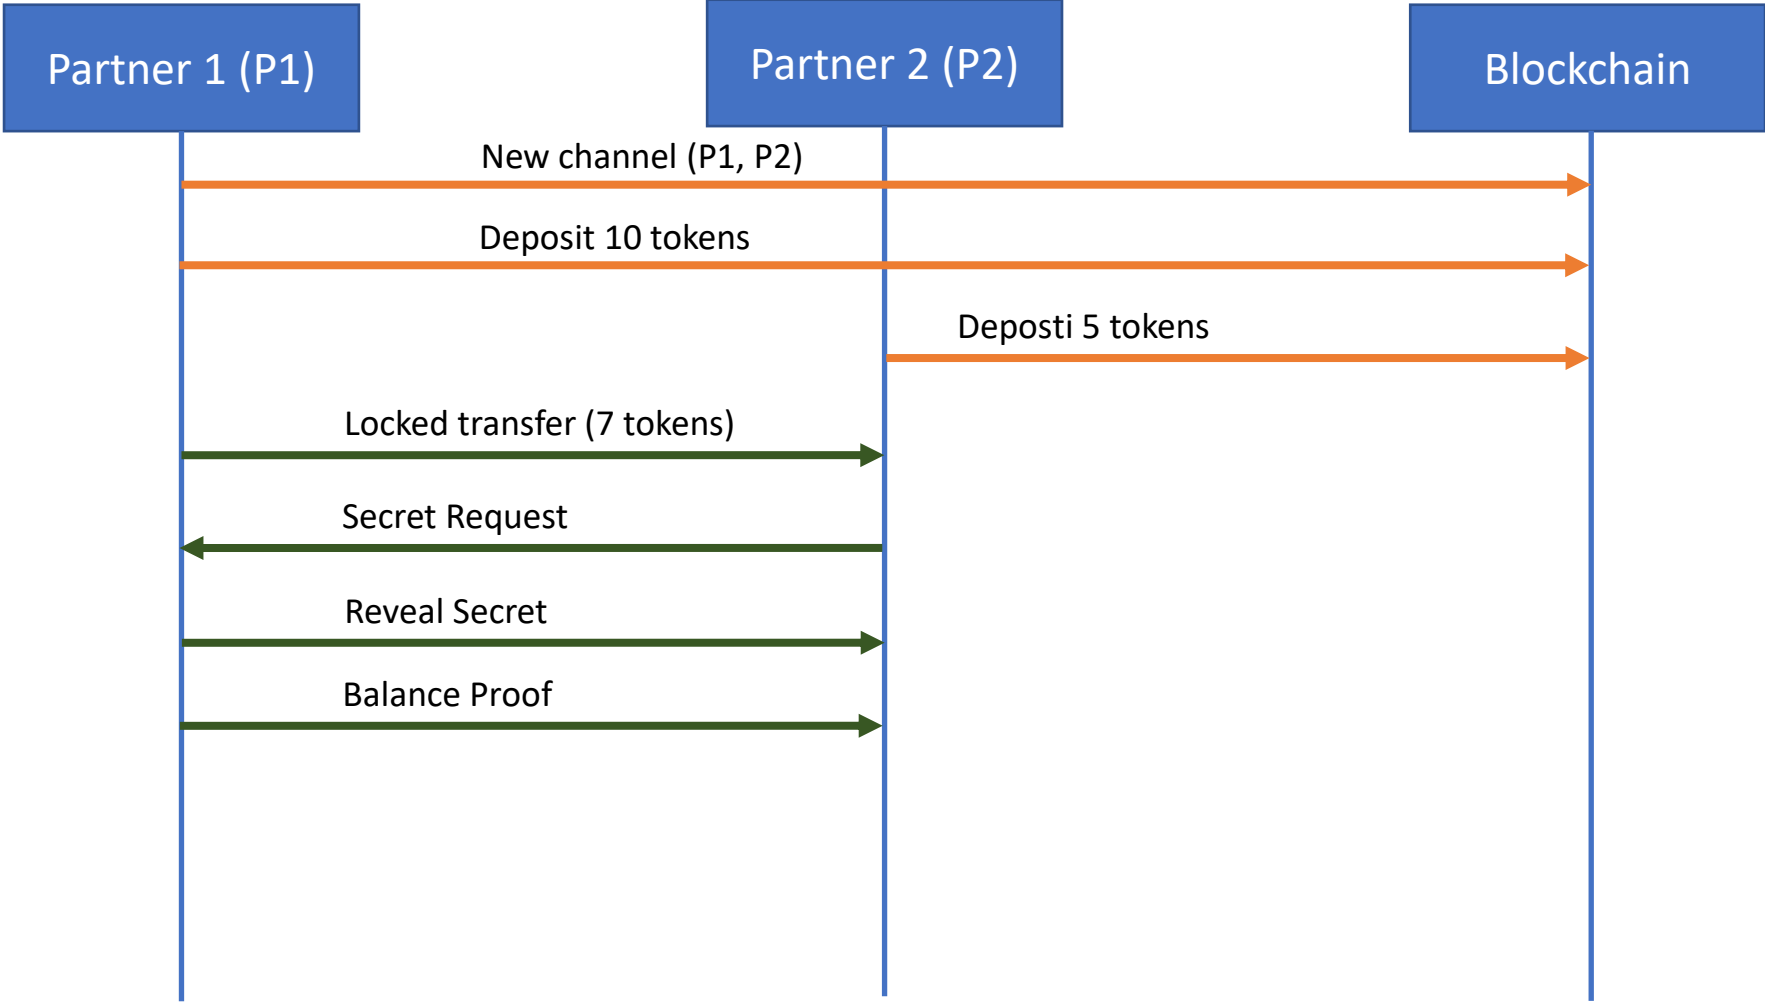 Partner 1 (P1)
Partner 2 (P2)
Blockchain
New channel (P1, P2)
Deposit 10 tokens
Deposti 5 tokens
Locked transfer (7 tokens)
Secret Request
Reveal Secret
Balance Proof